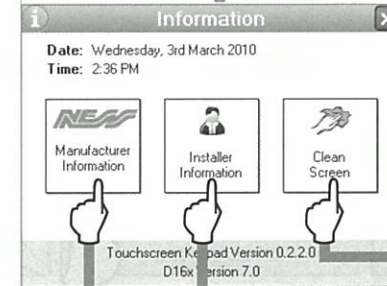 i Information x
Date: Wednesday, 3rd March 2010
Time: 2:36 PM
NESS
Manufacturer Information
Installer Information
Clean Screen
Touchscreen Keypad Version 0.2.2.0
D16x Version 7.0